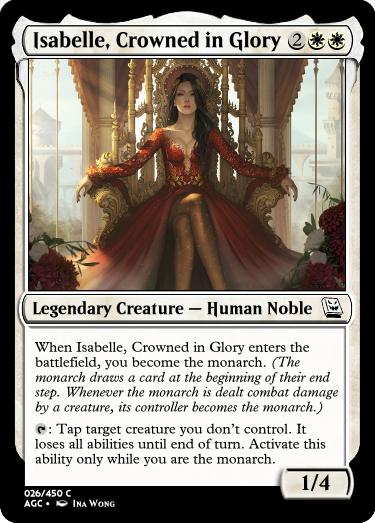 Isabelle, Crowned in Glory 2
Legendary Creature — Human Noble
When Isabelle, Crowned in Glory enters the
battlefield, you become the monarch. (The
monarch draws a card at the beginning of their end
step. Whenever the monarch is dealt combat damage
by a creature, its controller becomes the monarch.)
: Tap target creature you don't control. It
loses all abilities until end of turn. Activate this
ability only while you are the monarch.
1/4
026/450 C
AGC • Ina Wong